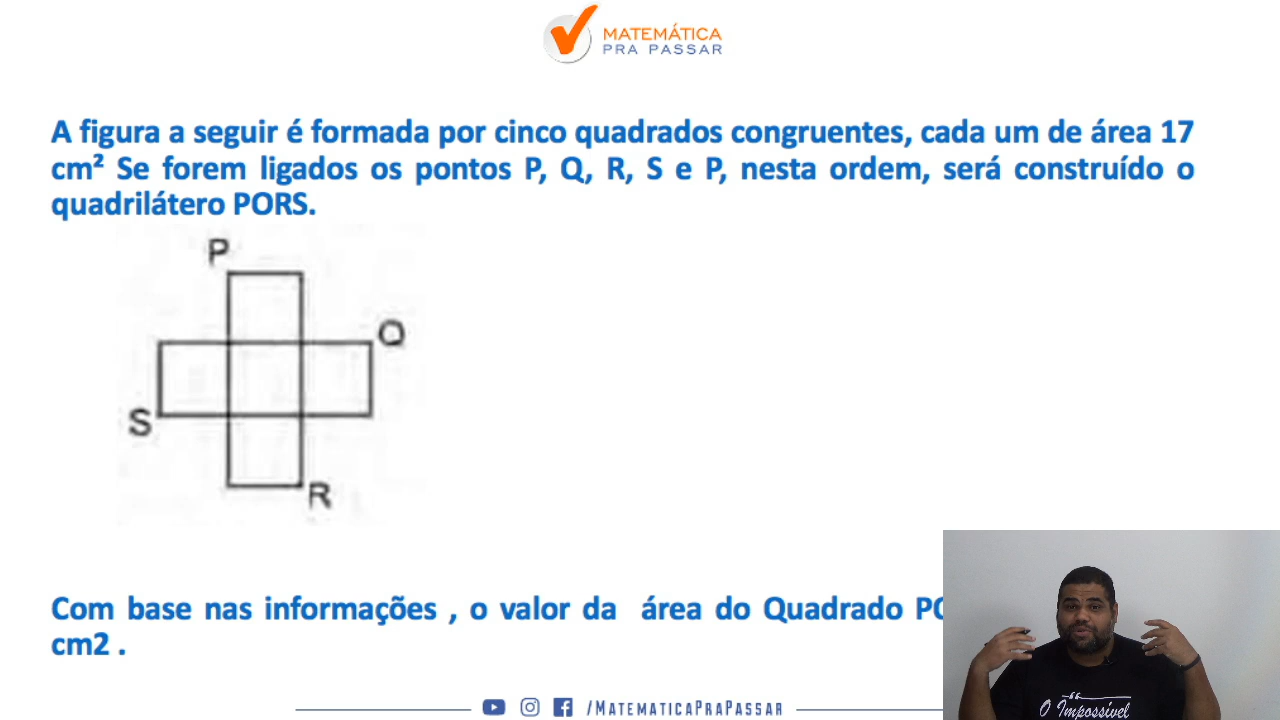 MATEMÁTICA
PRA PASSAR
A figura a seguir é formada por cinco quadrados congruentes, cada um de área 17
cm² Se forem ligados os pontos P, Q, R, S e P, nesta ordem, será construído o
quadrilátero PORS.
P
Q
S
R
Com base nas informações , o valor da área do Quadrado
cm2 .
O Impossível
/MATEMATICAPRAPASSAR